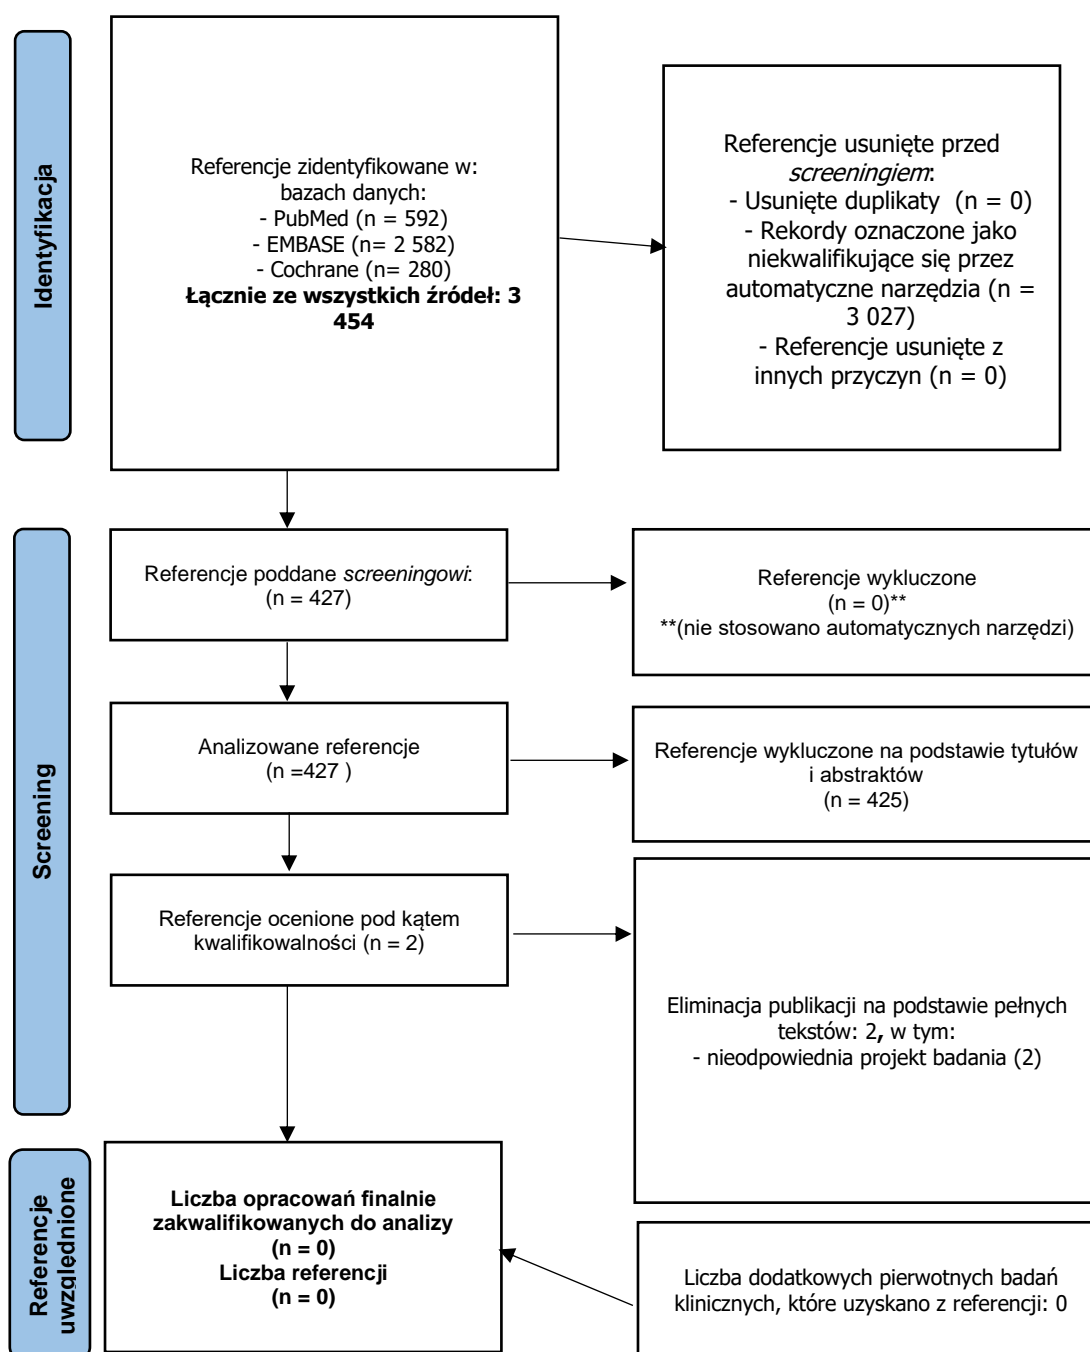 Identyfikacja
Referencje zidentyfikowane w:
bazach danych:
- PubMed (n = 592)
- EMBASE (n= 2 582)
- Cochrane (n= 280)
Łącznie ze wszystkich źródeł: 3
454
Referencje usunięte przed
screeningiem:
- Usunięte duplikaty (n = 0)
- Rekordy oznaczone jako
niekwalifikujące się przez
automatyczne narzędzia (n =
3 027)
- Referencje usunięte z
innych przyczyn (n = 0)
Screening
Referencje poddane screeningowi:
(n = 427)
Referencje wykluczone
(n = 0)**
**(nie stosowano automatycznych narzędzi)
Analizowane referencje
(n =427 )
Referencje wykluczone na podstawie tytułów
i abstraktów
(n = 425)
Referencje ocenione pod kątem
kwalifikowalności (n = 2)
Eliminacja publikacji na podstawie pełnych
tekstów: 2, w tym:
- nieodpowiednia projekt badania (2)
Referencje
uwzględnione
Liczba opracowań finalnie
zakwalifikowanych do analizy
(n = 0)
Liczba referencji
(n = 0)
Liczba dodatkowych pierwotnych badań
klinicznych, które uzyskano z referencji: 0